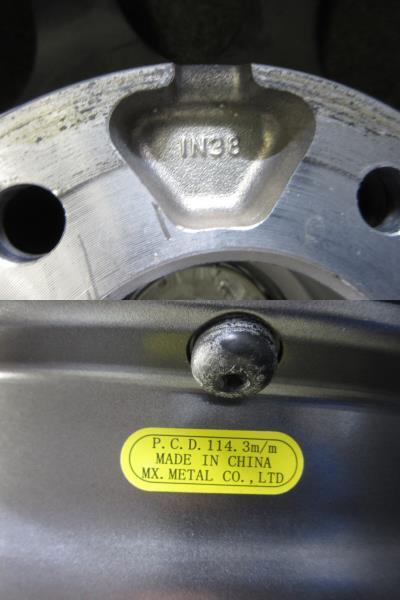 IN38
P.C.D.114.3m/m
MADE IN CHINA
MX.METAL CO.,LTD